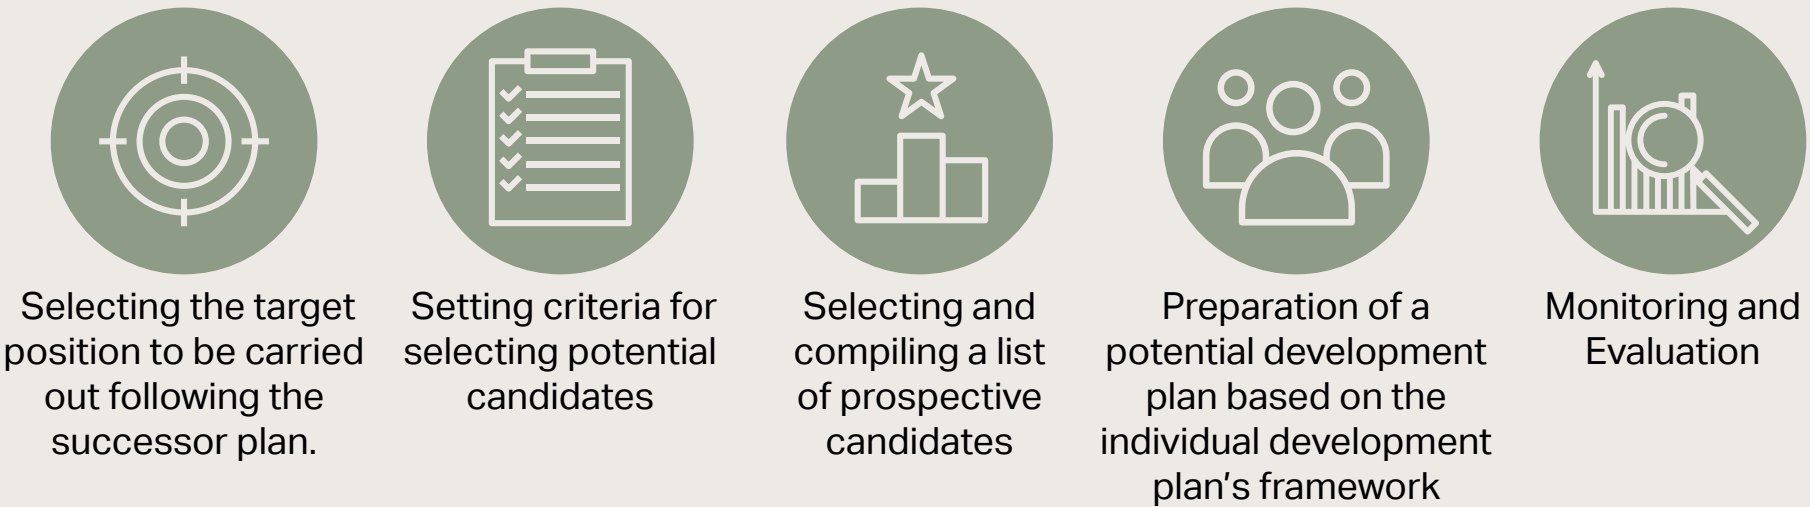 Selecting the target
position to be carried
out following the
successor plan.
Setting criteria for
selecting potential
candidates
Selecting and
compiling a list
of prospective
candidates
Preparation of a
potential development
plan based on the
individual development
plan's framework
Monitoring and
Evaluation